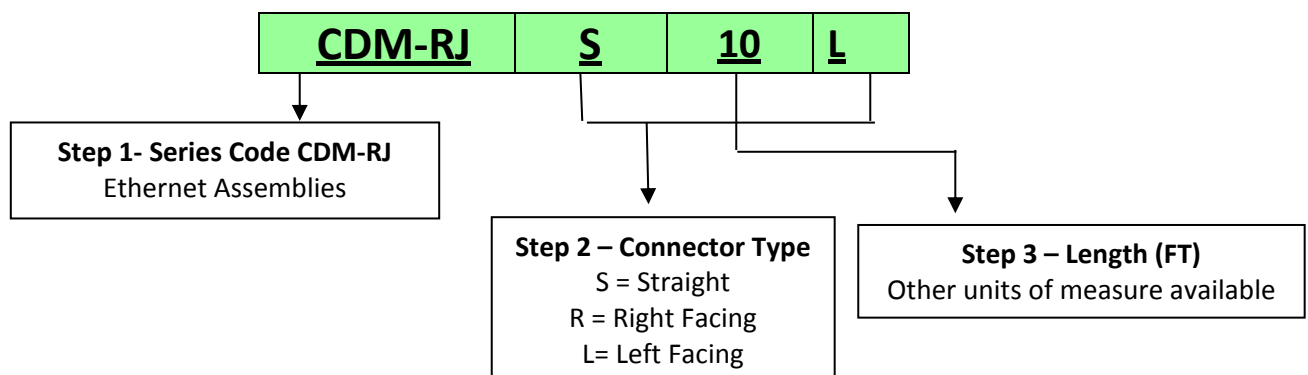 CDM-RJ S 10 L
Step 1- Series Code CDM-RJ
Ethernet Assemblies
Step 2 – Connector Type
S = Straight
R = Right Facing
L= Left Facing
Step 3 – Length (FT)
Other units of measure available